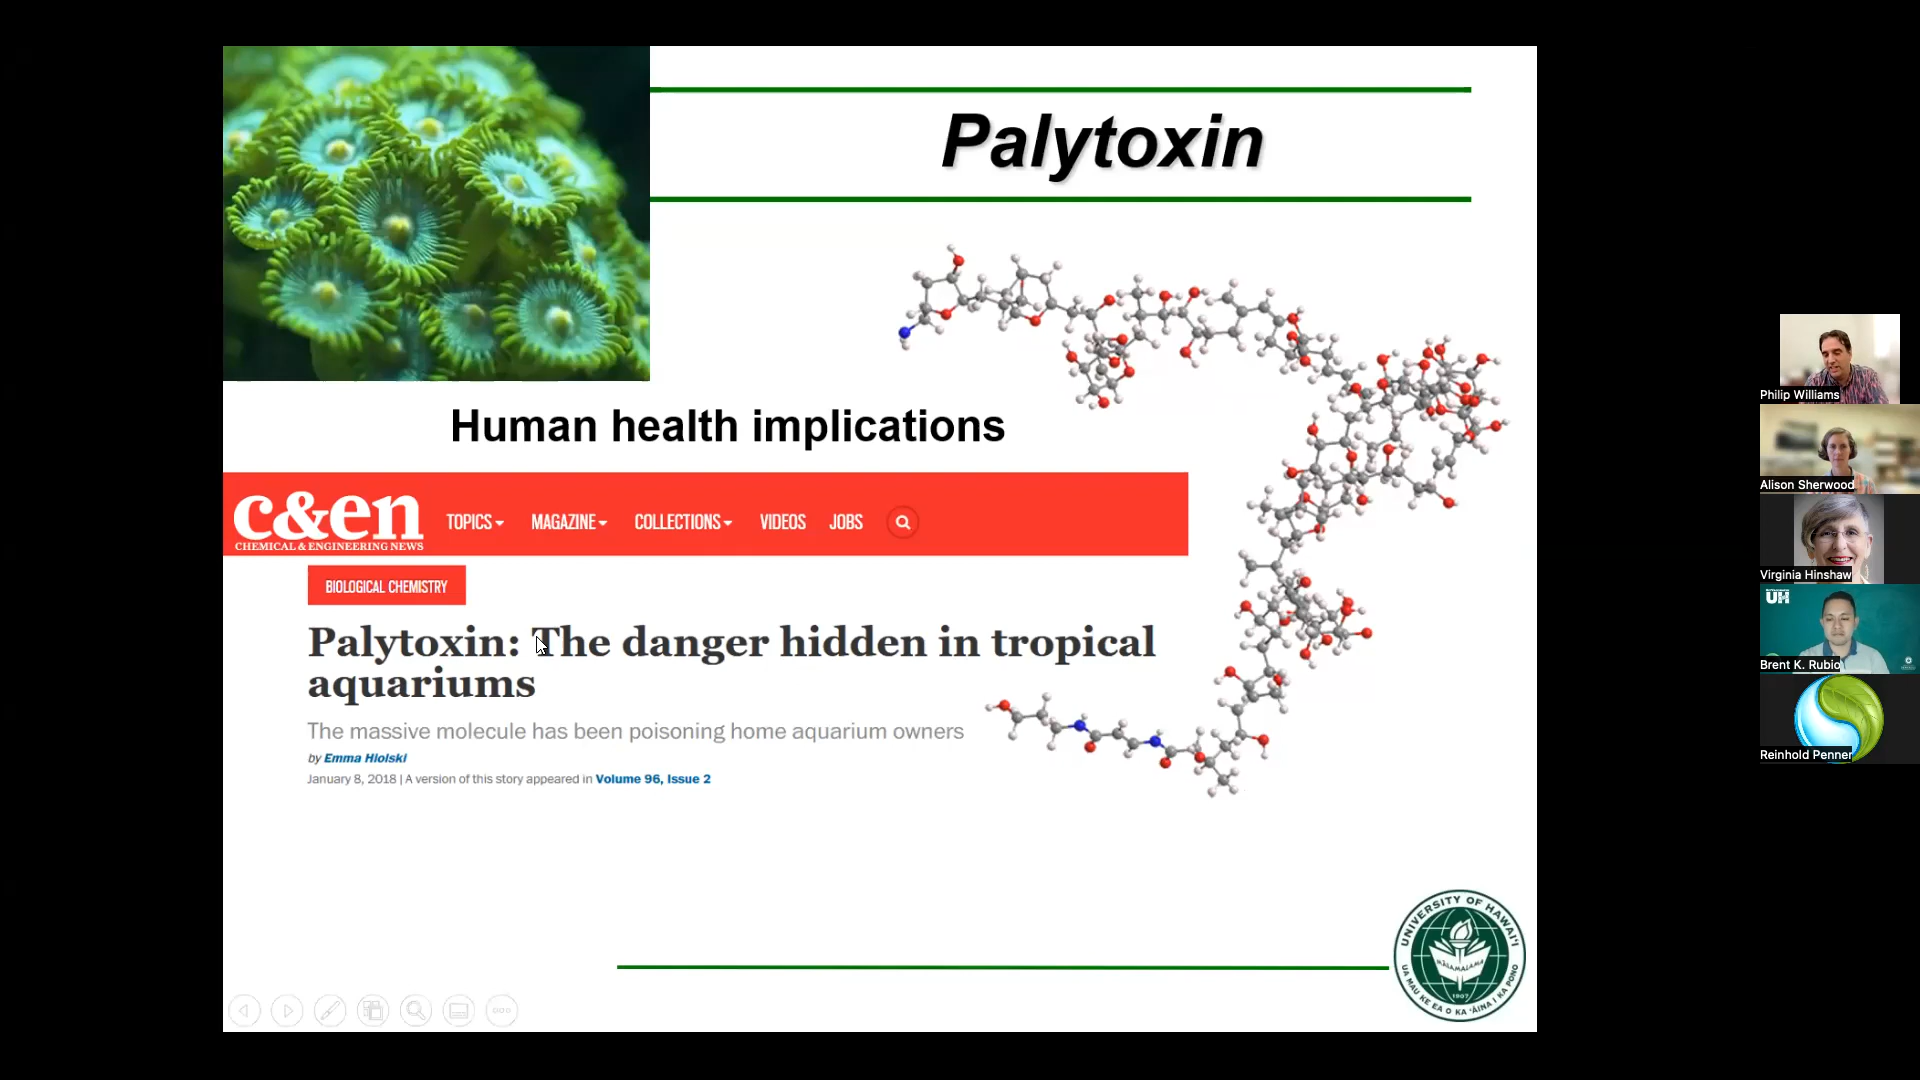 Palytoxin
Human health implications
c&en
CHEMICAL & ENGINEERING NEWS
TOPICS
MAGAZINE
COLLECTIONS
VIDEOS
JOBS
BIOLOGICAL CHEMISTRY
Palytoxin: The danger hidden in tropical
aquariums
The massive molecule has been poisoning home aquarium owners
by Emma Hiolski
January 8, 2018 | A version of this story appeared in Volume 96, Issue 2
UNIVERSITY OF HAWAI'I
MALAMALAMA
1907
UA MAU KE EA O KA 'ĀINA I KA PONO
Philip Williams
Alison Sherwood
Virginia Hinshaw
UH
Brent K. Rubio
Reinhold Penner